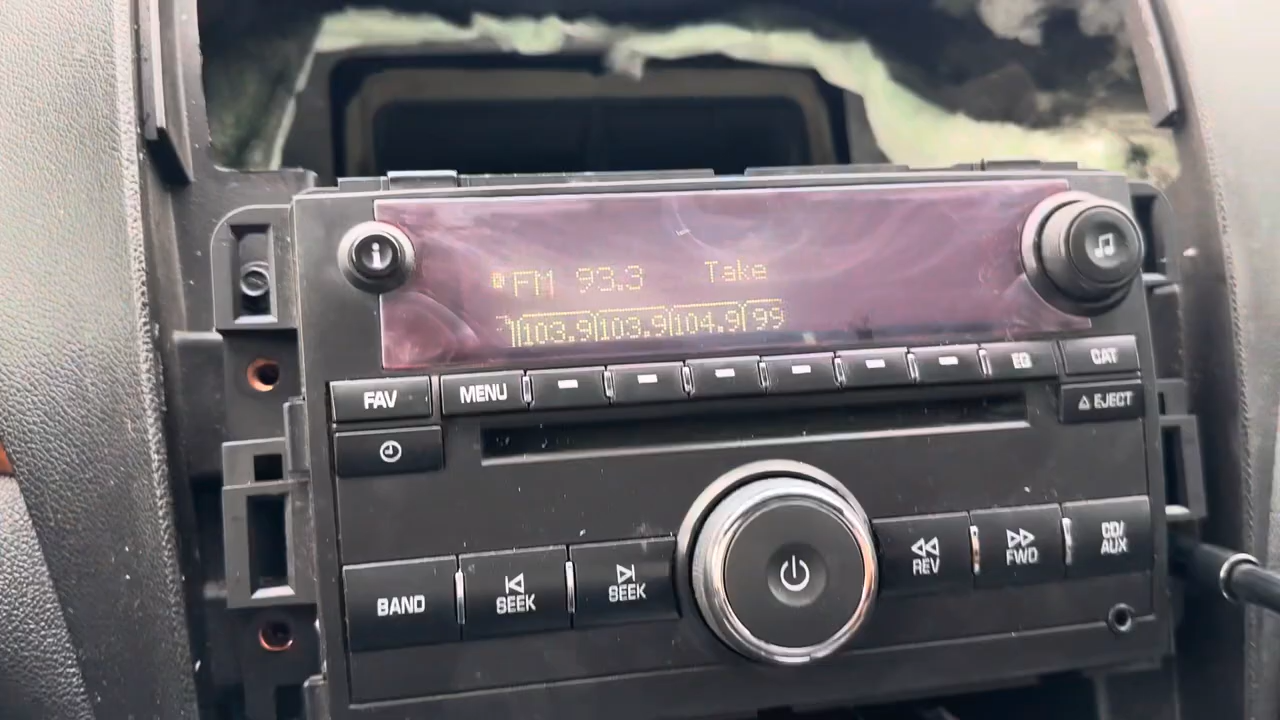 i
FM 93.3 Take
103.9 103.9 104.9 99
FAV MENU EQ CAT
EJECT
BAND SEEK SEEK REV FWD CD/
AUX